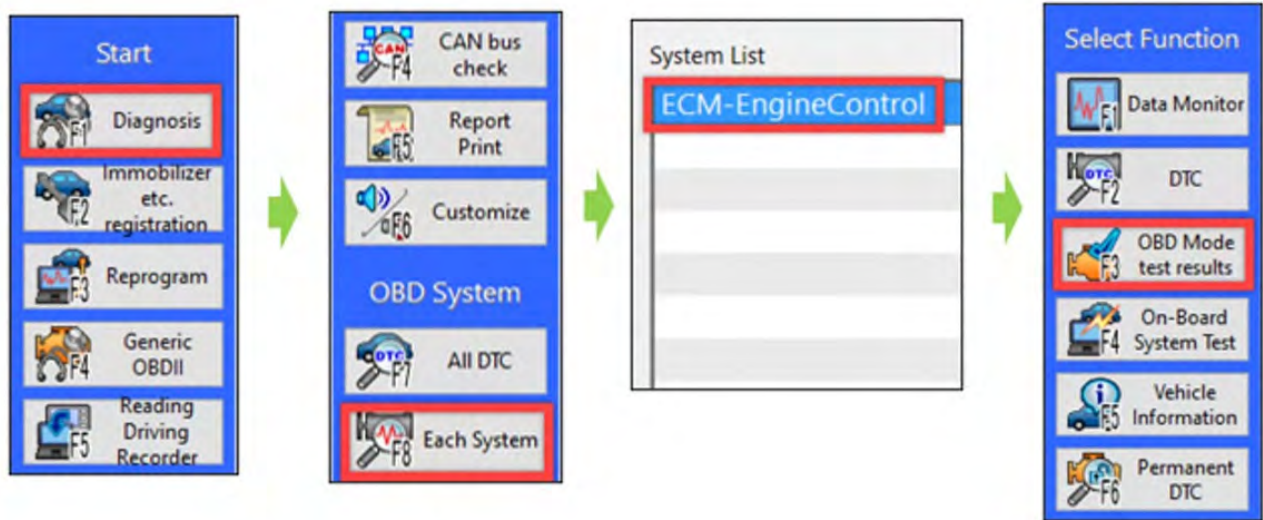 Start
F1
Diagnosis
Immobilizer
etc.
registration
F2
Reprogram
F3
Generic
OBDII
F4
Reading
Driving
Recorder
F5
CAN
CAN bus
check
F4
Report
Print
F5
Customize
F6
OBD System
DTC
All DTC
F7
Each System
F8
System List
ECM-EngineControl
Select Function
Data Monitor
F1
DTC
DTC
F2
OBD Mode
test results
F3
On-Board
System Test
F4
Vehicle
Information
F5
Permanent
DTC
F6